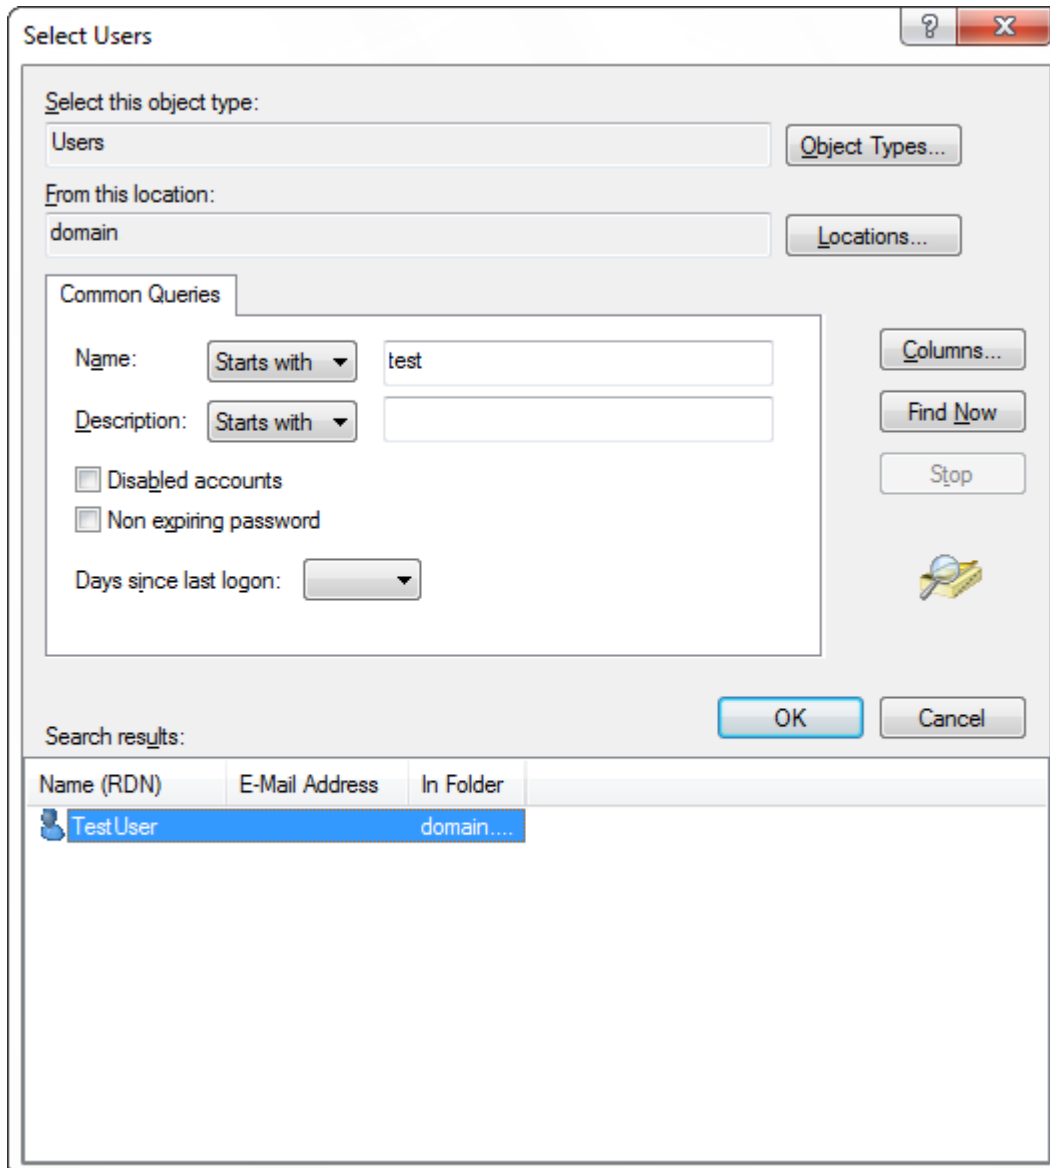 Select Users
Select this object type:
Users
Object Types...
From this location:
domain
Locations...
Common Queries
Name: Starts with test
Columns...
Description: Starts with
Find Now
Disabled accounts
Stop
Non expiring password
Days since last logon:
OK Cancel
Search results:
Name (RDN) E-Mail Address In Folder
TestUser domain....